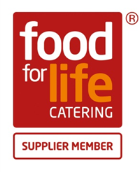 ®
food
for life
CATERING
SUPPLIER MEMBER